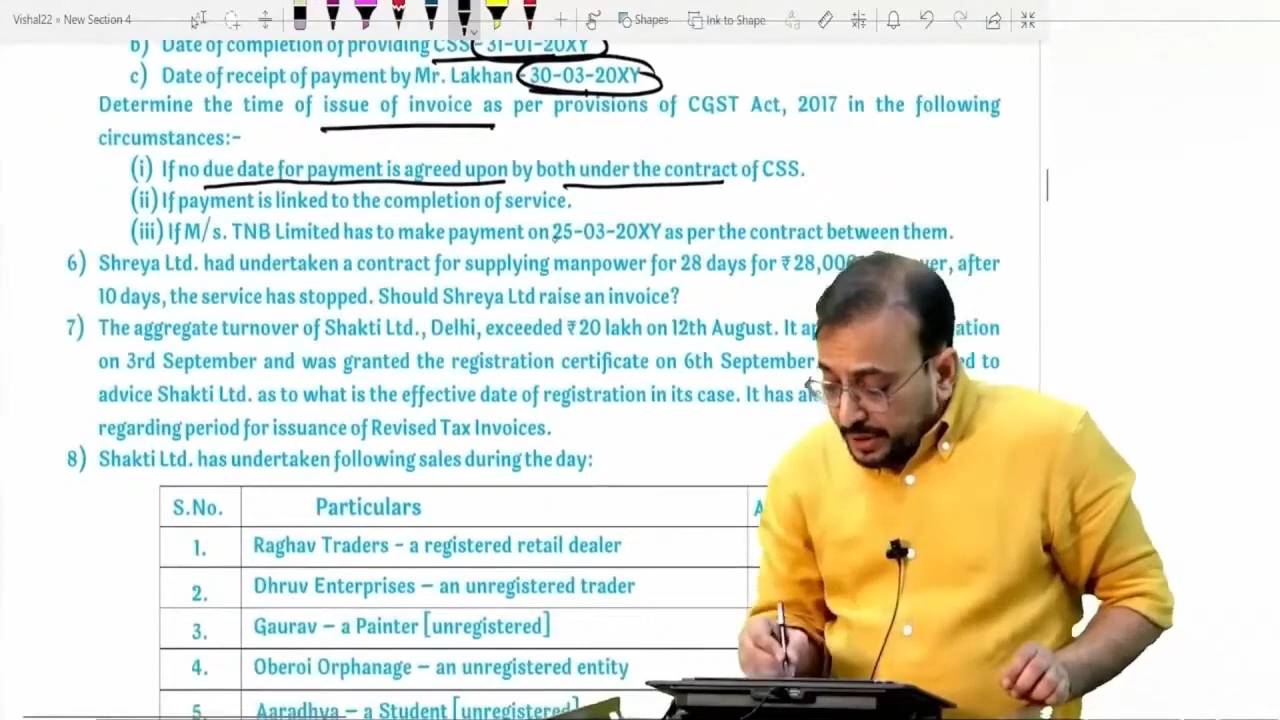 Vishal22 » New Section 4
Shapes
Ink to Shape
b) Date of completion of providing CSS - 31-01-20XY
c) Date of receipt of payment by Mr. Lakhan - 30-03-20XY
Determine the time of issue of invoice as per provisions of CGST Act, 2017 in the following
circumstances:-
(i) If no due date for payment is agreed upon by both under the contract of CSS.
(ii) If payment is linked to the completion of service.
(iii) If M/s. TNB Limited has to make payment on 25-03-20XY as per the contract between them.
6) Shreya Ltd. had undertaken a contract for supplying manpower for 28 days for ₹28,00 after
10 days, the service has stopped. Should Shreya Ltd raise an invoice?
7) The aggregate turnover of Shakti Ltd., Delhi, exceeded ₹20 lakh on 12th August. It
on 3rd September and was granted the registration certificate on 6th September to
advice Shakti Ltd. as to what is the effective date of registration in its case. It has
regarding period for issuance of Revised Tax Invoices.
8) Shakti Ltd. has undertaken following sales during the day:
S.No. Particulars
1. Raghav Traders - a registered retail dealer
2. Dhruv Enterprises – an unregistered trader
3. Gaurav – a Painter [unregistered]
4. Oberoi Orphanage – an unregistered entity
5. Aaradhya – a Student [unregistered]